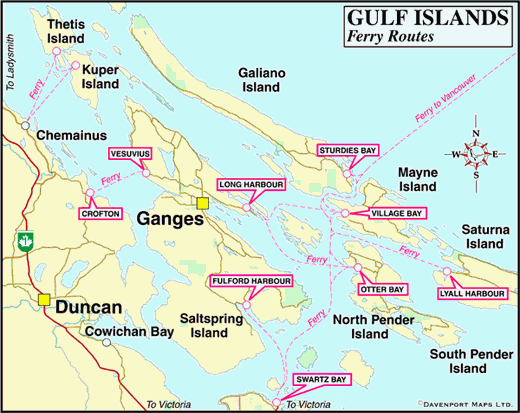 GULF ISLANDS
Ferry Routes
To Ladysmith
Thetis
Island
Kuper
Island
Ferry
Galiano
Island
Ferry to Vancouver
Chemainus
VESUVIUS
STURDIES BAY
N
W
E
S
Mayne
Island
Ferry
LONG HARBOUR
CROFTON
Ganges
VILLAGE BAY
Saturna
Island
1
Ferry
FULFORD HARBOUR
OTTER BAY
LYALL HARBOUR
Duncan
Saltspring
Island
North Pender
Island
Cowichan Bay
Ferry
South Pender
Island
SWARTZ BAY
To Victoria
To Victoria
©DAVENPORT MAPS LTD.